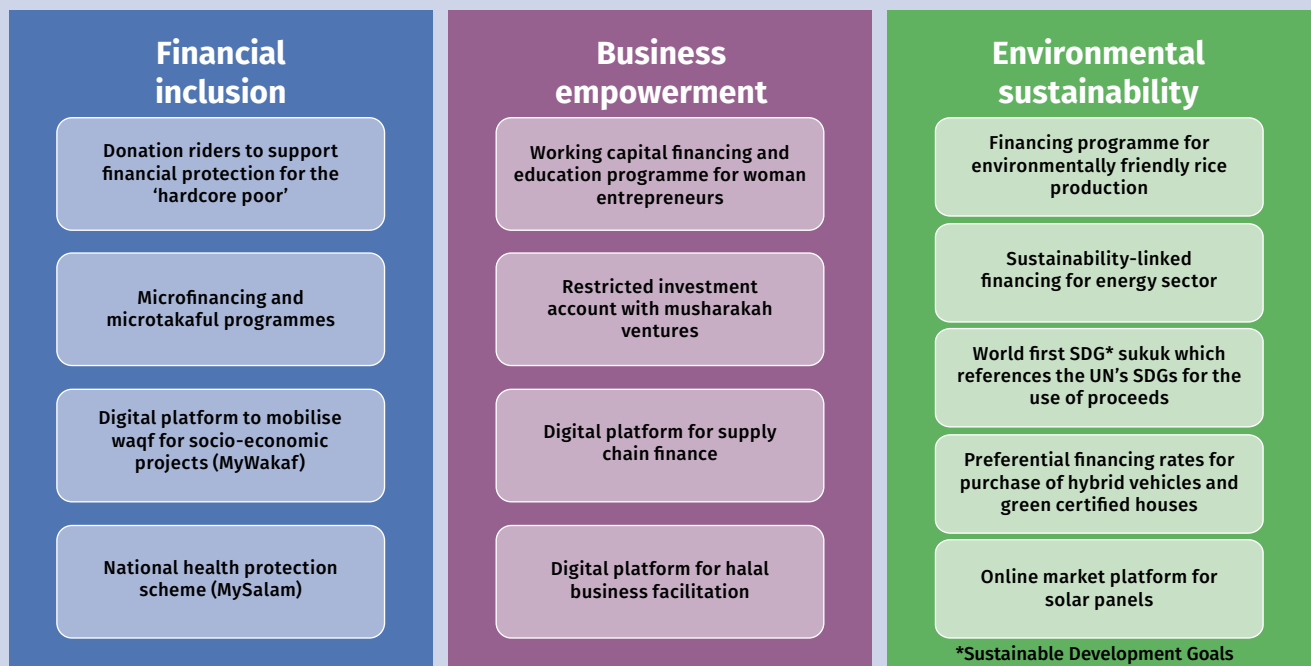 Financial
inclusion
Donation riders to support
financial protection for the
‘hardcore poor’
Microfinancing and
microtakaful programmes
Digital platform to mobilise
waqf for socio-economic
projects (MyWakaf)
National health protection
scheme (MySalam)
Business
empowerment
Working capital financing and
education programme for woman
entrepreneurs
Restricted investment
account with musharakah
ventures
Digital platform for supply
chain finance
Digital platform for halal
business facilitation
Environmental
sustainability
Financing programme for
environmentally friendly rice
production
Sustainability-linked
financing for energy sector
World first SDG* sukuk which
references the UN’s SDGs for the
use of proceeds
Preferential financing rates for
purchase of hybrid vehicles and
green certified houses
Online market platform for
solar panels
*Sustainable Development Goals